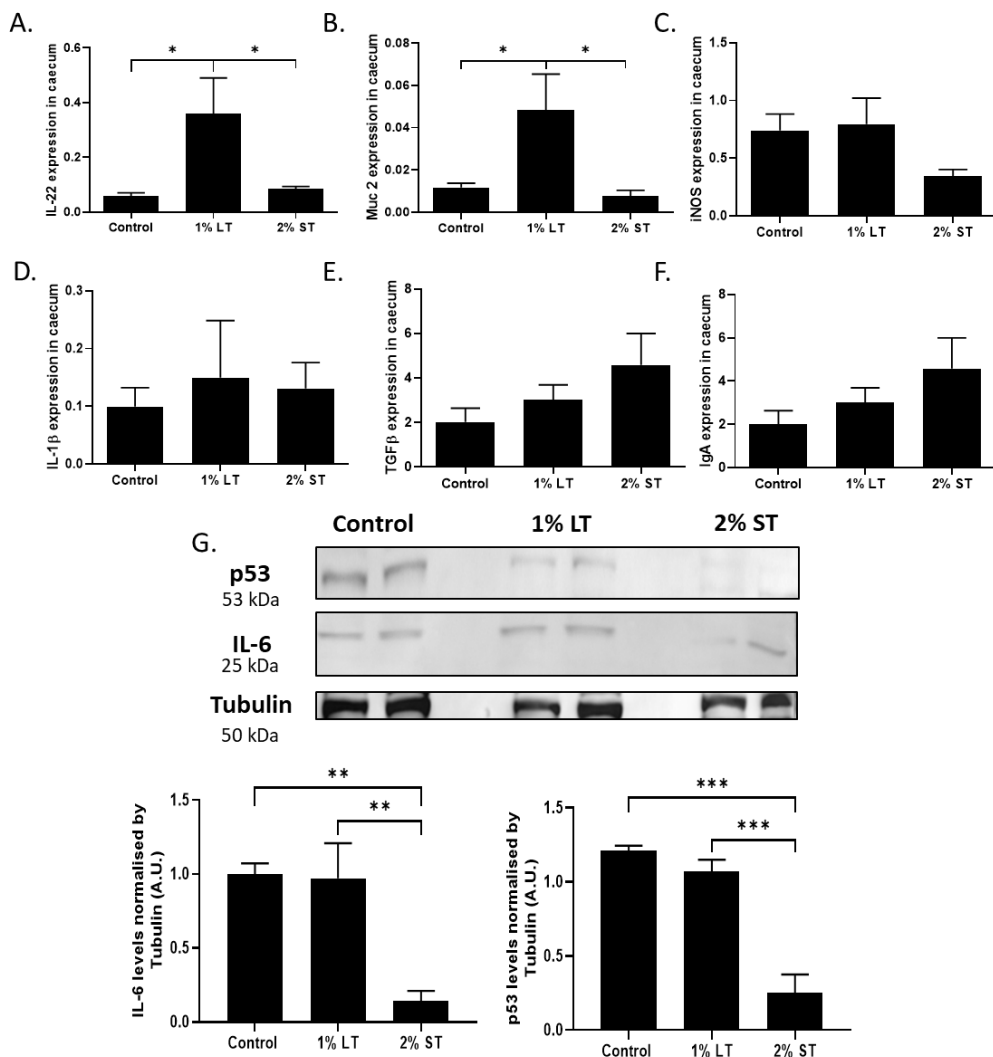 A.
IL-22 expression in caecum
0.6
0.4
0.2
0.0
* *
Control 1% LT 2% ST
B.
Muc 2 expression in caecum
0.08
0.06
0.04
0.02
0.00
* *
Control 1% LT 2% ST
C.
iNOS expression in caecum
1.5
1.0
0.5
0.0
Control 1% LT 2% ST
D.
IL-1β expression in caecum
0.3
0.2
0.1
0.0
Control 1% LT 2% ST
E.
TGFβ expression in caecum
8
6
4
2
0
Control 1% LT 2% ST
F.
IgA expression in caecum
8
6
4
2
0
Control 1% LT 2% ST
G.
Control 1% LT 2% ST
p53
53 kDa
IL-6
25 kDa
Tubulin
50 kDa
IL-6 levels normalised by
Tubulin (A.U.)
1.5
1.0
0.5
0.0
**
**
Control 1% LT 2% ST
p53 levels normalised by
Tubulin (A.U.)
1.5
1.0
0.5
0.0
***
***
Control 1% LT 2% ST